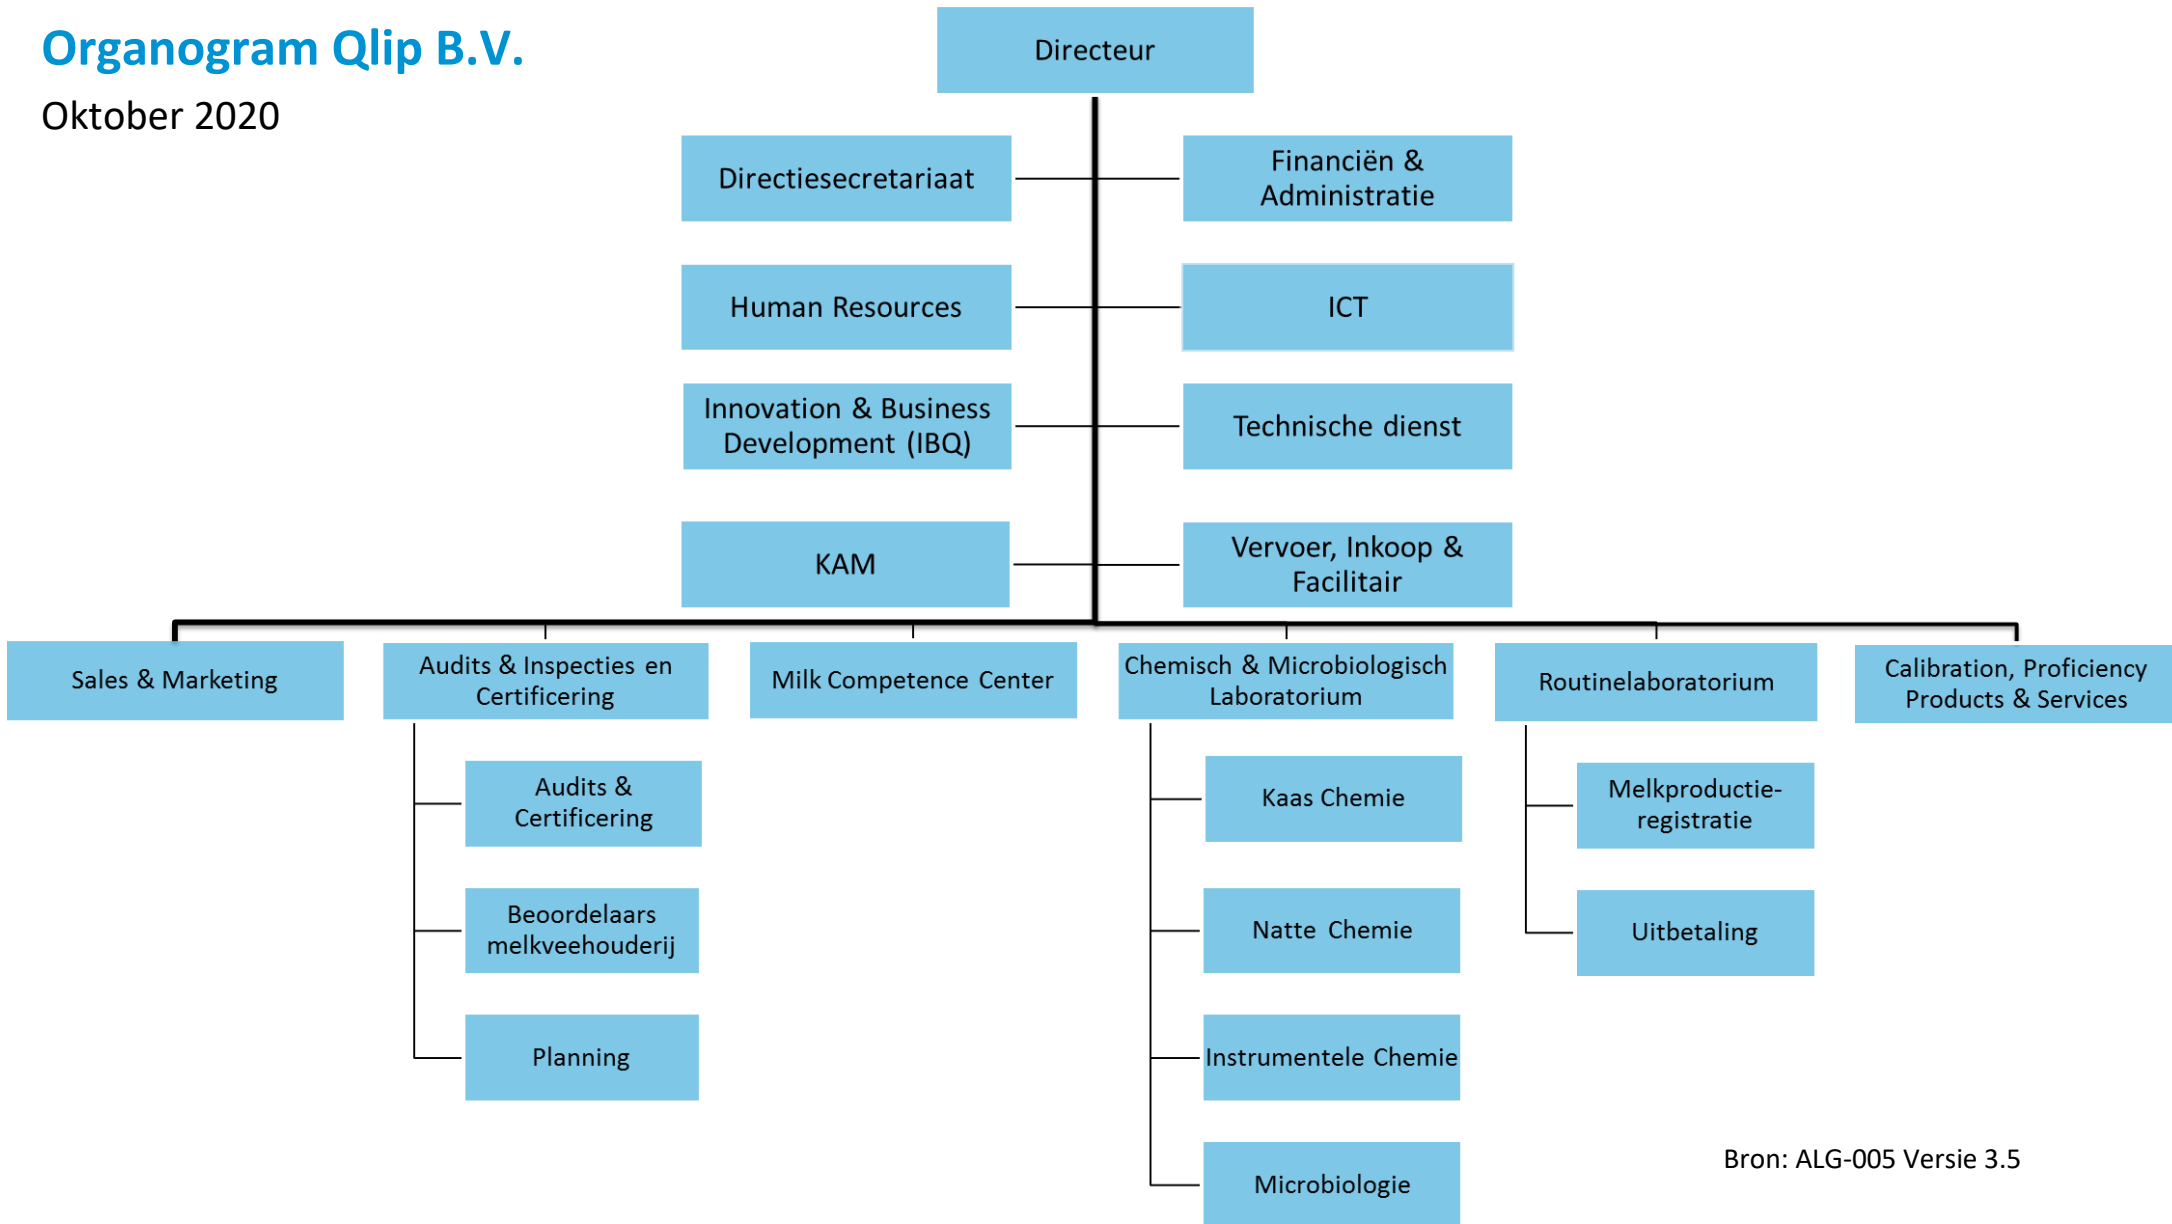 Organogram Qlip B.V.
Oktober 2020
Directeur
Directiesecretariaat
Financiën &
Administratie
Human Resources
ICT
Innovation & Business
Development (IBQ)
Technische dienst
KAM
Vervoer, Inkoop &
Facilitair
Sales & Marketing
Audits & Inspecties en
Certificering
Milk Competence Center
Chemisch & Microbiologisch
Laboratorium
Routinelaboratorium
Calibration, Proficiency
Products & Services
Audits &
Certificering
Beoordelaars
melkveehouderij
Planning
Kaas Chemie
Natte Chemie
Instrumentele Chemie
Microbiologie
Melkproductie-
registratie
Uitbetaling
Bron: ALG-005 Versie 3.5